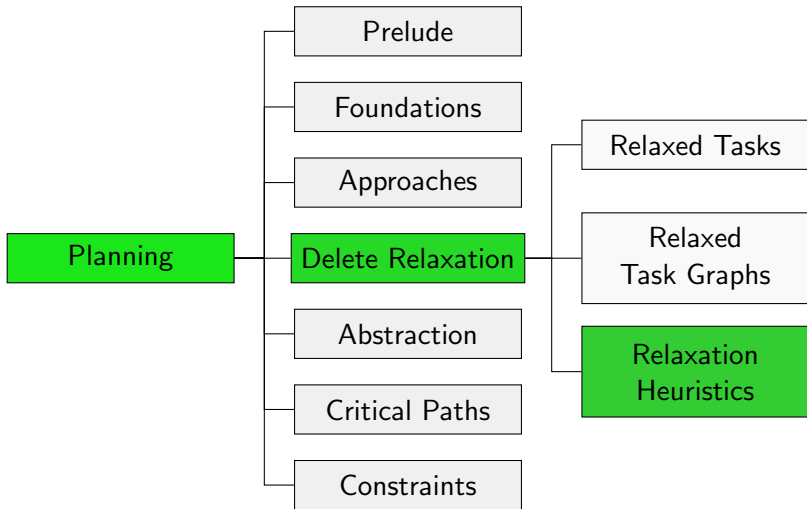 Prelude
Foundations
Approaches
Planning
Delete Relaxation
Abstraction
Critical Paths
Constraints
Relaxed Tasks
Relaxed
Task Graphs
Relaxation
Heuristics